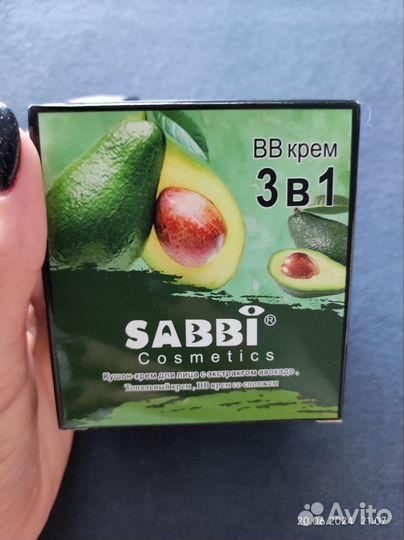 BB крем
3 в 1
SABBi®
Cosmetics
Кушон-крем для лица с экстрактом авокадо,
Тональный крем, BB крем со спонжем
Avito
20.06.2024 21:07